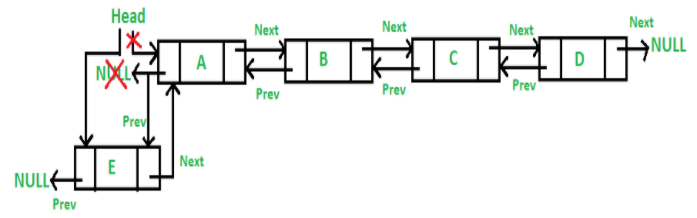 Head
Next Next Next Next
A B C D NULL
NULL
Prev Prev Prev
Prev
E Next
NULL
Prev